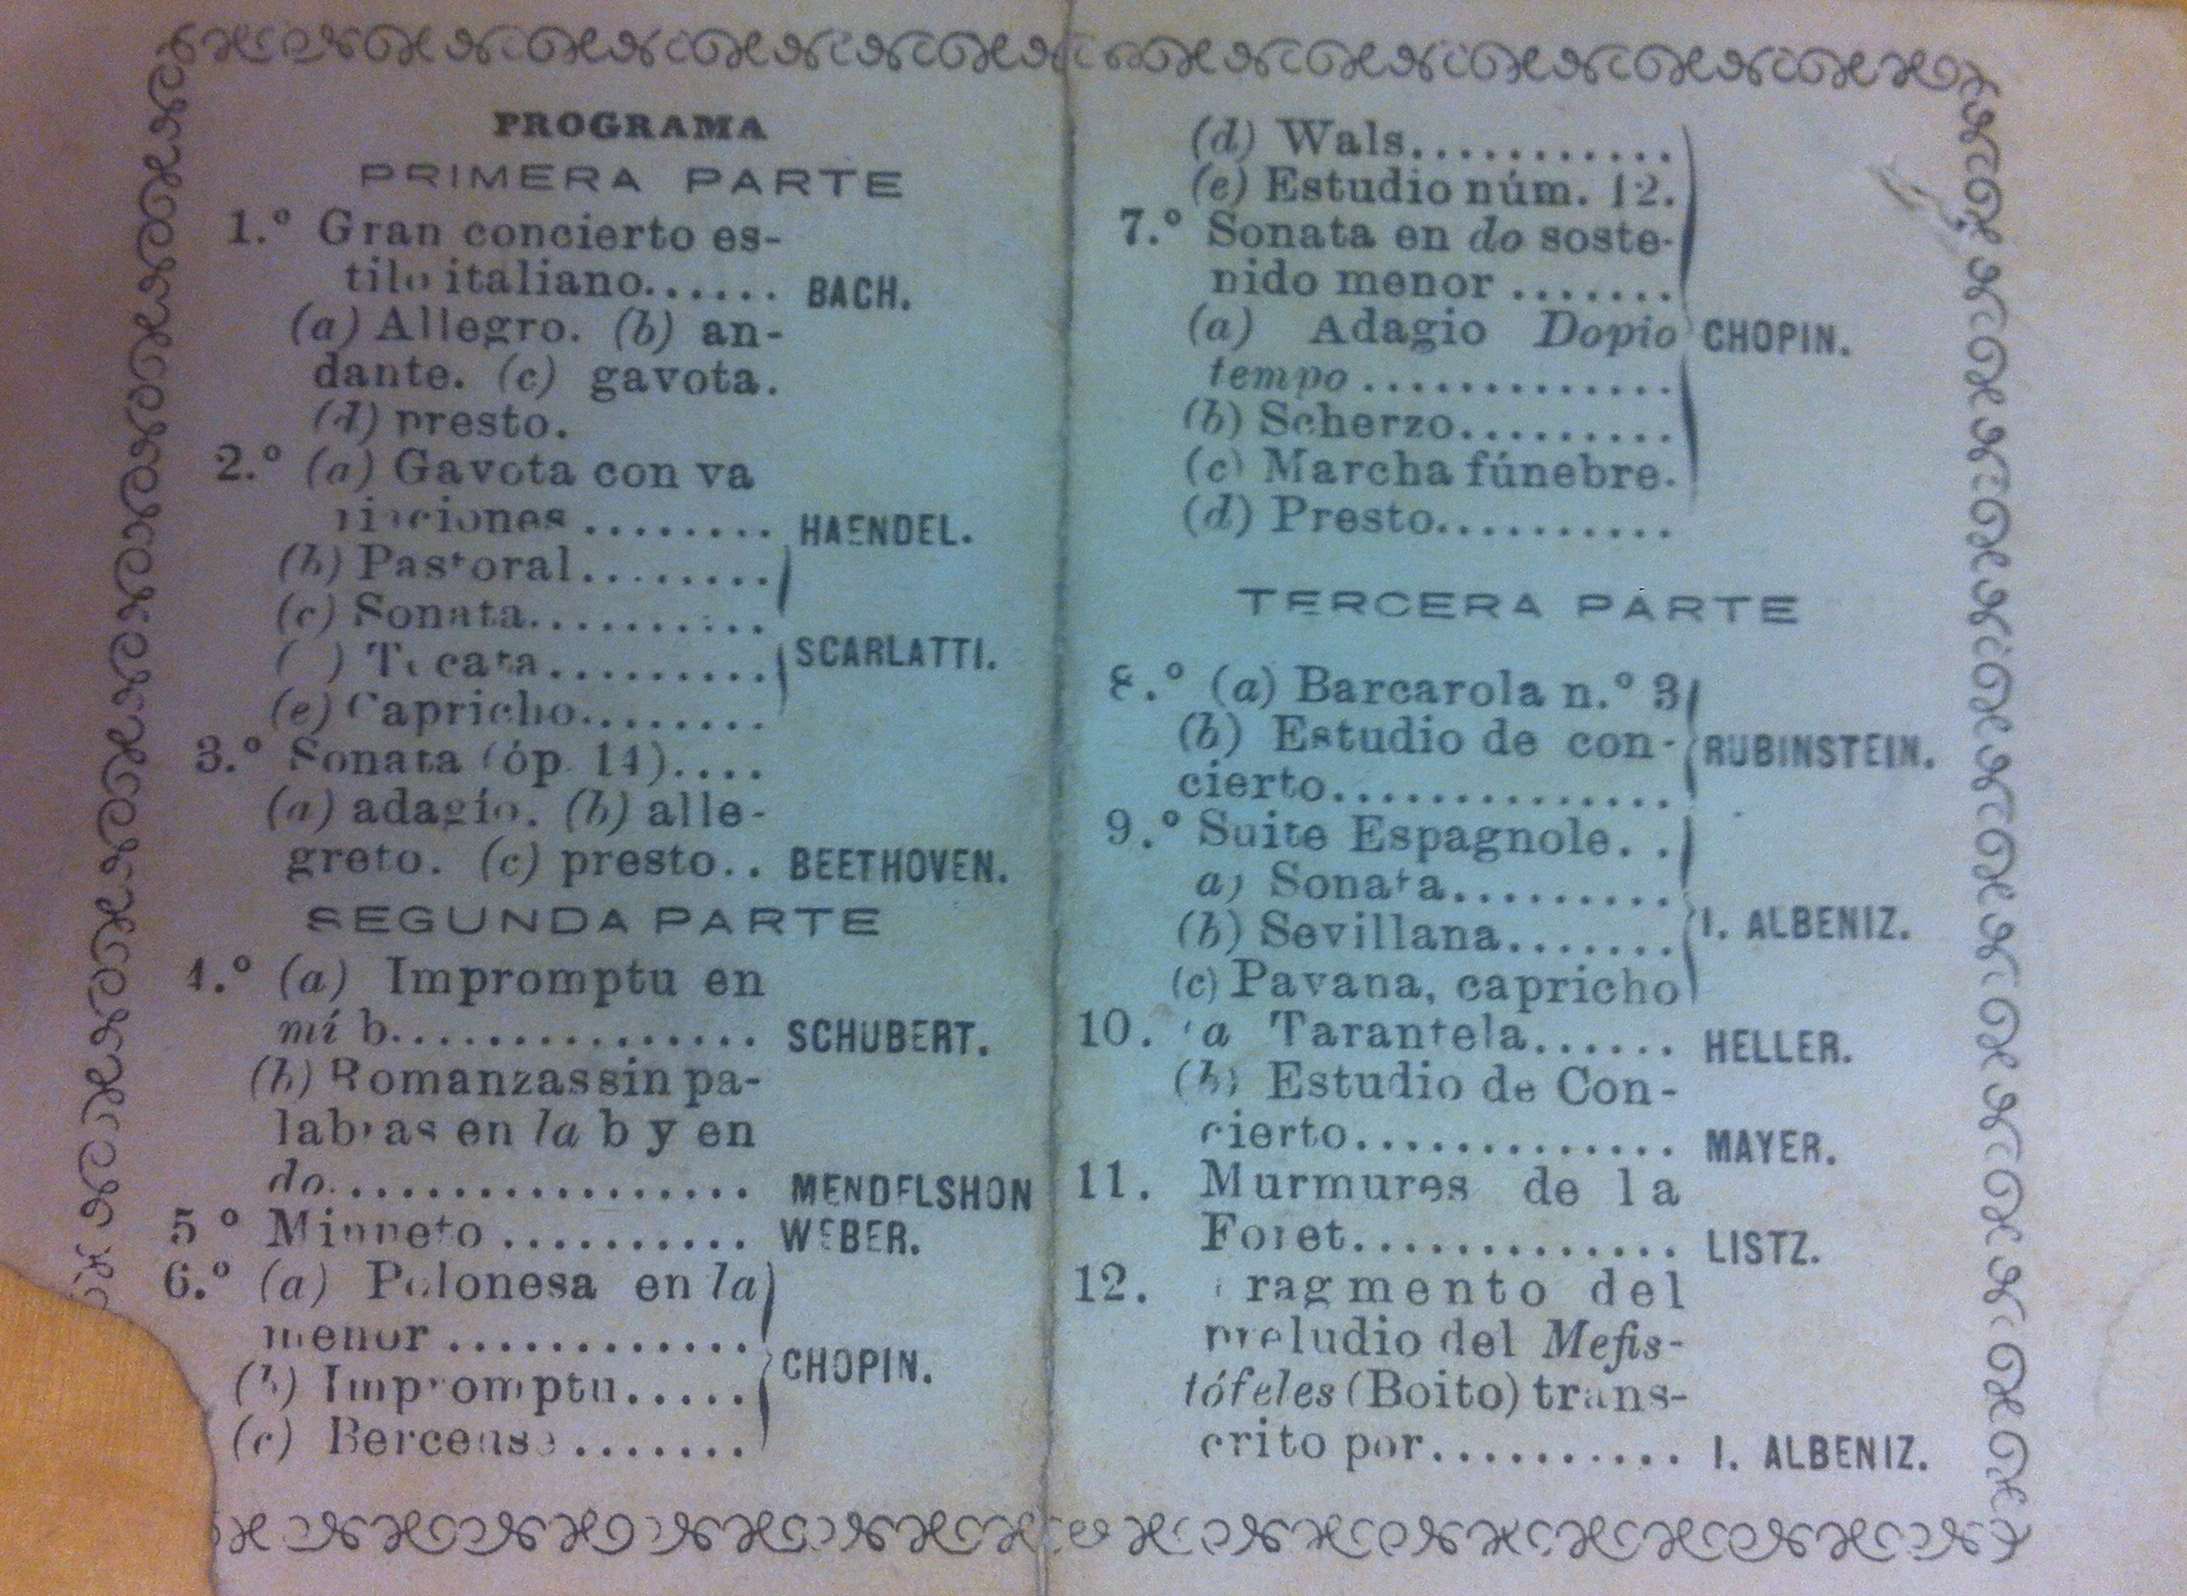 PROGRAMA
PRIMERA PARTE
1.º Gran concierto es-
tilo italiano...... BACH.
(a) Allegro. (b) an-
dante. (c) gavota.
(d) presto.
2.º (a) Gavota con va
riaciones ........ HAENDEL.
(b) Pastoral........
(c) Sonata..........
( ) Tocata......... SCARLATTI.
(e) Capricho........
3.º Sonata (óp. 14)....
(a) adagío. (b) alle-
greto. (c) presto.. BEETHOVEN.
SEGUNDA PARTE
4.º (a) Impromptu en
mí b............... SCHUBERT.
(b) Romanzas sin pa-
labras en la b y en
do.................. MENDELSHON
5 º Minueto .......... WEBER.
6.º (a) Polonesa en la
menor .............
(b) Impromptu..... CHOPIN.
(c) Berceuse .......
(d) Wals...........
(e) Estudio núm. 12.
7.º Sonata en do soste-
nido menor .......
(a) Adagio Dopio CHOPIN.
tempo .............
(b) Scherzo.........
(c) Marcha fúnebre.
(d) Presto..........
TERCERA PARTE
8.º (a) Barcarola n.º 3
(b) Estudio de con- RUBINSTEIN.
cierto..............
9.º Suite Espagnole. .
a) Sonata..........
(b) Sevillana....... I. ALBENIZ.
(c) Pavana, capricho
10. a Tarantela...... HELLER.
(b) Estudio de Con-
cierto............. MAYER.
11. Murmures de la
Foret.............. LISTZ.
12. Fragmento del
preludio del Mefis-
tófeles (Boito) trans-
crito por.......... I. ALBENIZ.